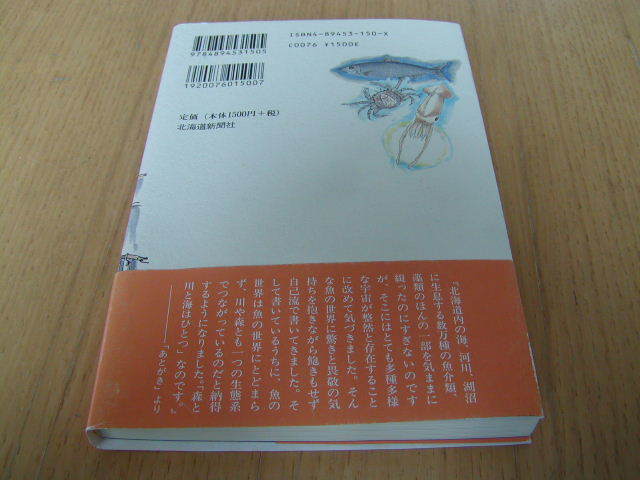 9784894531505
ISBN4-89453-150-X
C0076 ¥1500E
1920076015007
定価（本体1500円＋税）
北海道新聞社
『北海道内の海、河川、湖沼
に生息する数万種の魚介類、
藻類のほんの一部を気ままに
綴ったのにすぎないのです
が、そこにはとても多種多様
な宇宙が整然と存在すること
に改めて気づきました。そん
な魚の世界に驚きと畏敬の気
持ちを抱きながら飽きもせず
自己流で書いてきました。そ
して書いているうちに、魚の
世界は魚の世界にとどまら
ず、川や森とも一つの生態系
でつながっているのだと納得
するようになりました。「森と
川と海はひとつ」なのです。』
──「あとがき」より